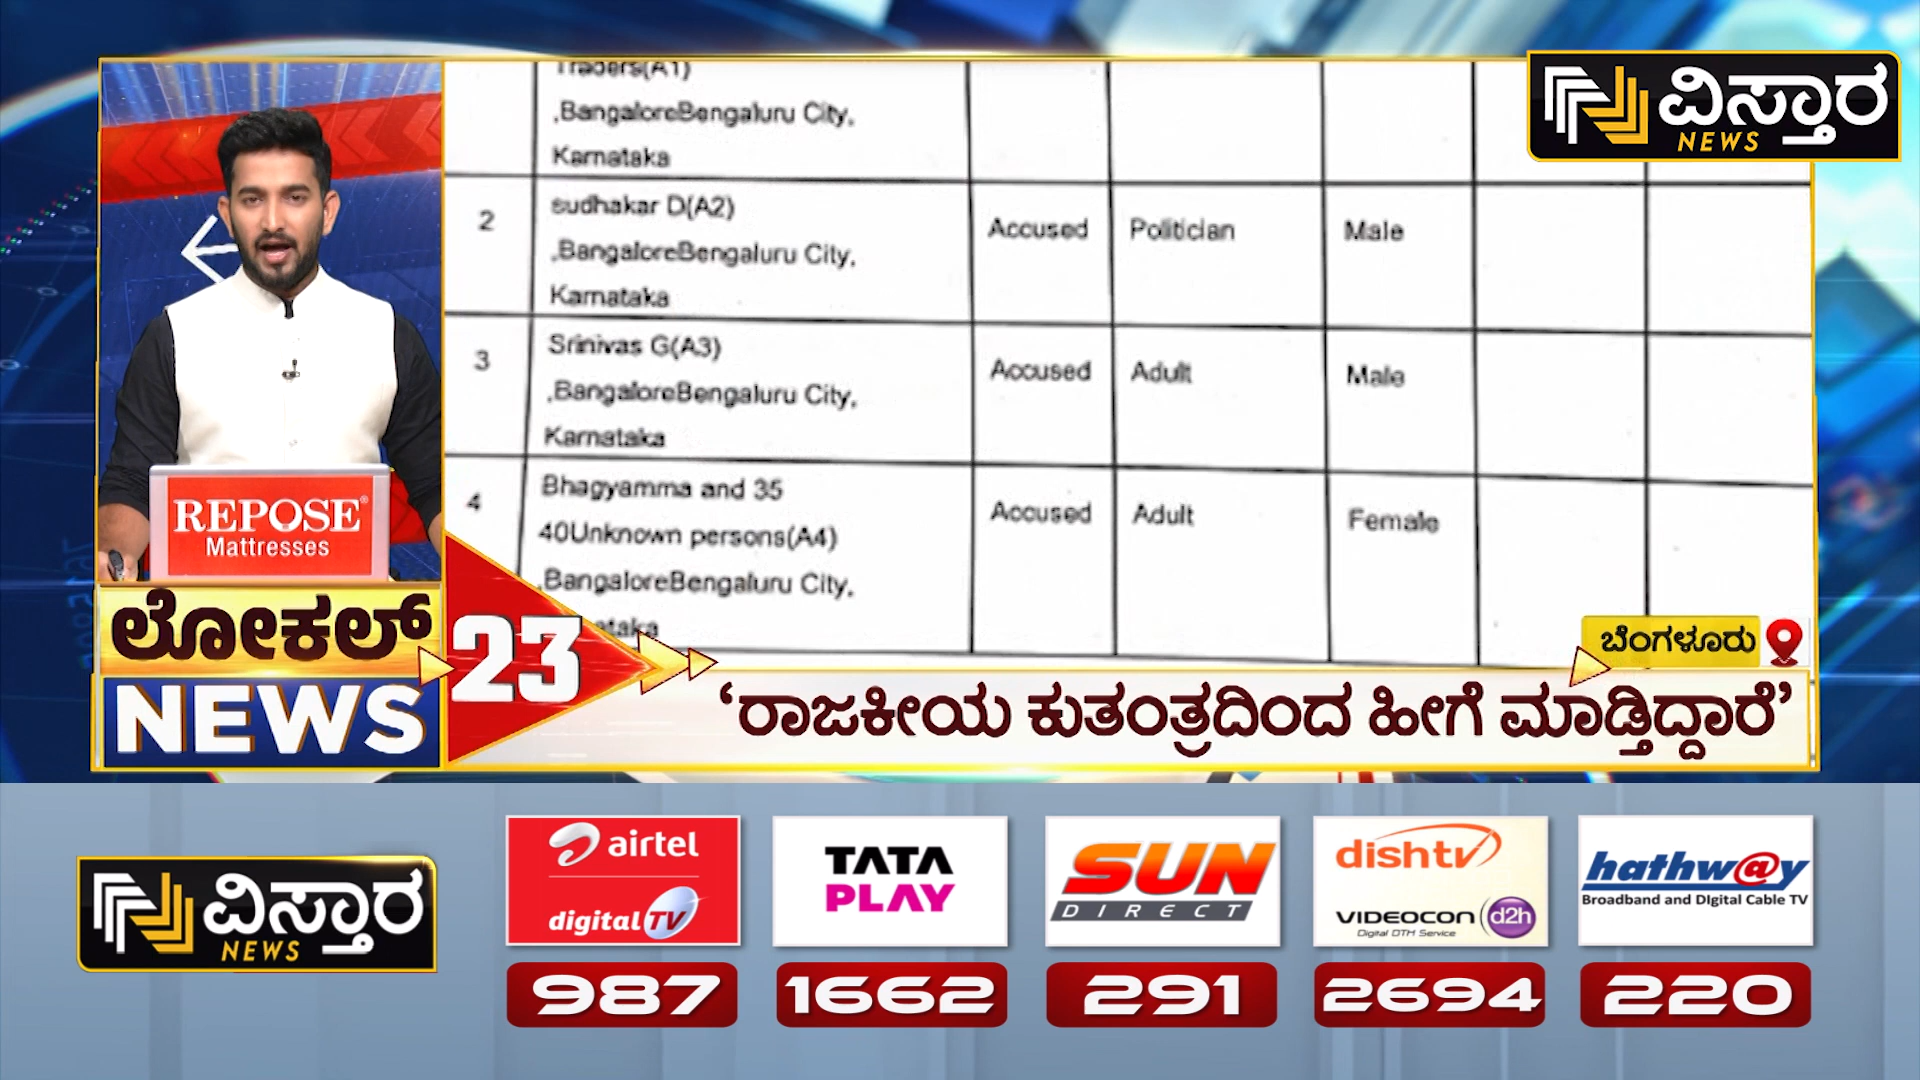 Traders(A1)
,BangaloreBengaluru City,
Karnataka
2
sudhakar D(A2)
,BangaloreBengaluru City,
Karnataka
Accused
Politician
Male
3
Srinivas G(A3)
,BangaloreBengaluru City,
Karnataka
Accused
Adult
Male
4
Bhagyamma and 35
40Unknown persons(A4)
,BangaloreBengaluru City,
Accused
Adult
Female
ವಿಸ್ತಾರ
NEWS
REPOSE®
Mattresses
ಲೋಕಲ್
NEWS
23
ಬೆಂಗಳೂರು
‘ರಾಜಕೀಯ ಕುತಂತ್ರದಿಂದ ಹೀಗೆ ಮಾಡ್ತಿದ್ದಾರೆ’
ವಿಸ್ತಾರ
NEWS
airtel
digital TV
987
TATA
PLAY
1662
SUN
DIRECT
291
dishtv
VIDEOCON d2h
Digital DTH Service
2694
hathw@y
Broadband and DIgital Cable TV
220